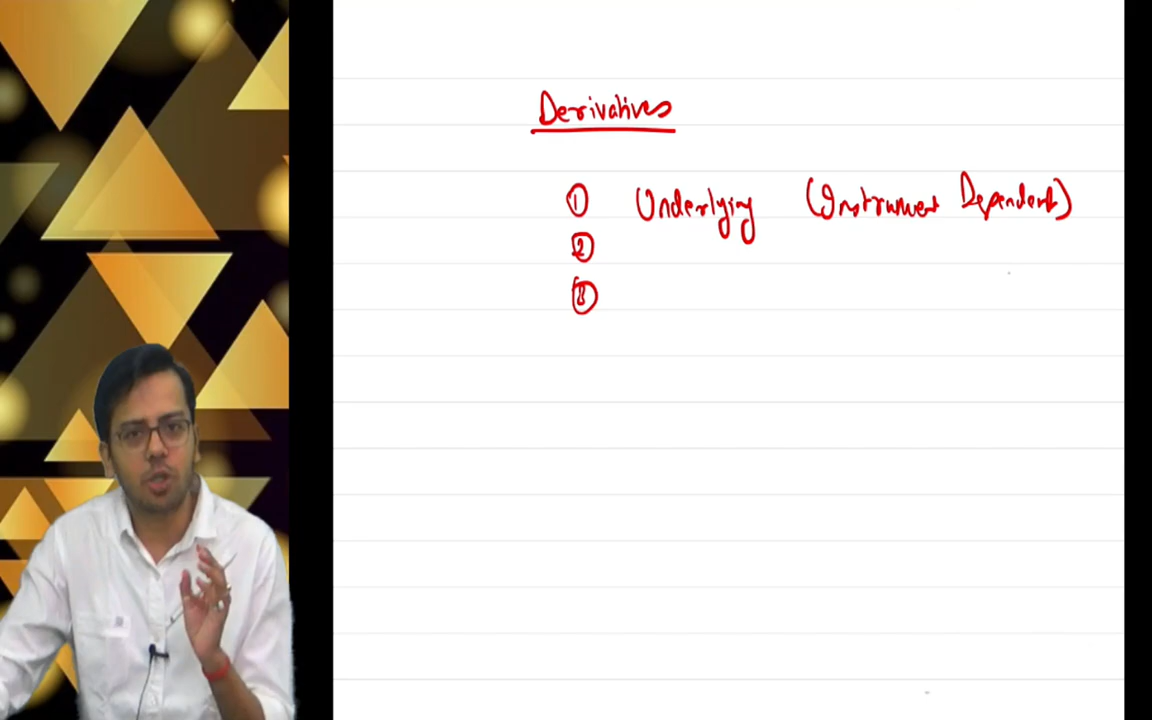 Derivatives
① Underlying (Instrument Dependent)
②
③